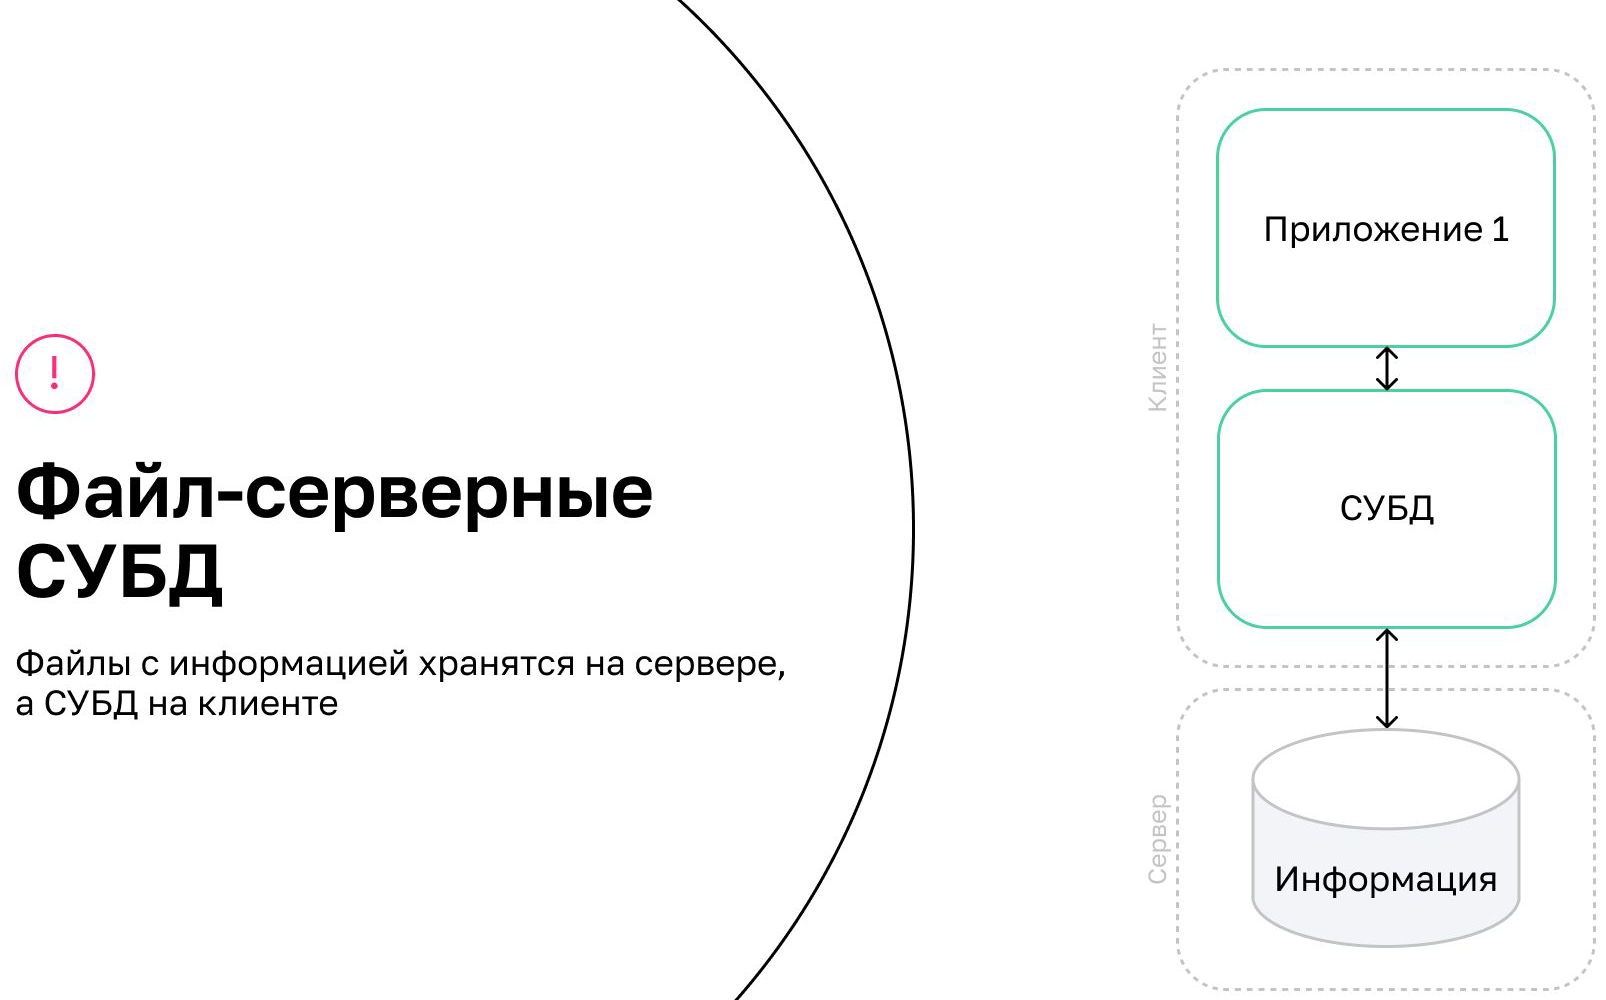 !
Файл-серверные
СУБД
Файлы с информацией хранятся на сервере,
а СУБД на клиенте
Клиент
Приложение 1
СУБД
Сервер
Информация